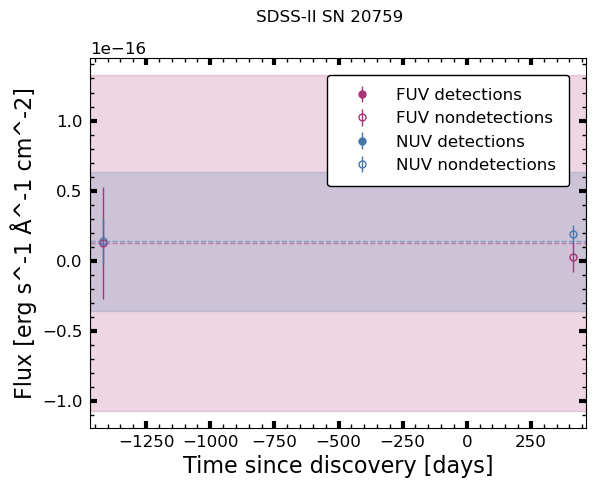 SDSS-II SN 20759
1e−16
FUV detections
FUV nondetections
NUV detections
NUV nondetections
1.0
0.5
0.0
−0.5
−1.0
Flux [erg s^-1 Å^-1 cm^-2]
−1250 −1000 −750 −500 −250 0 250
Time since discovery [days]